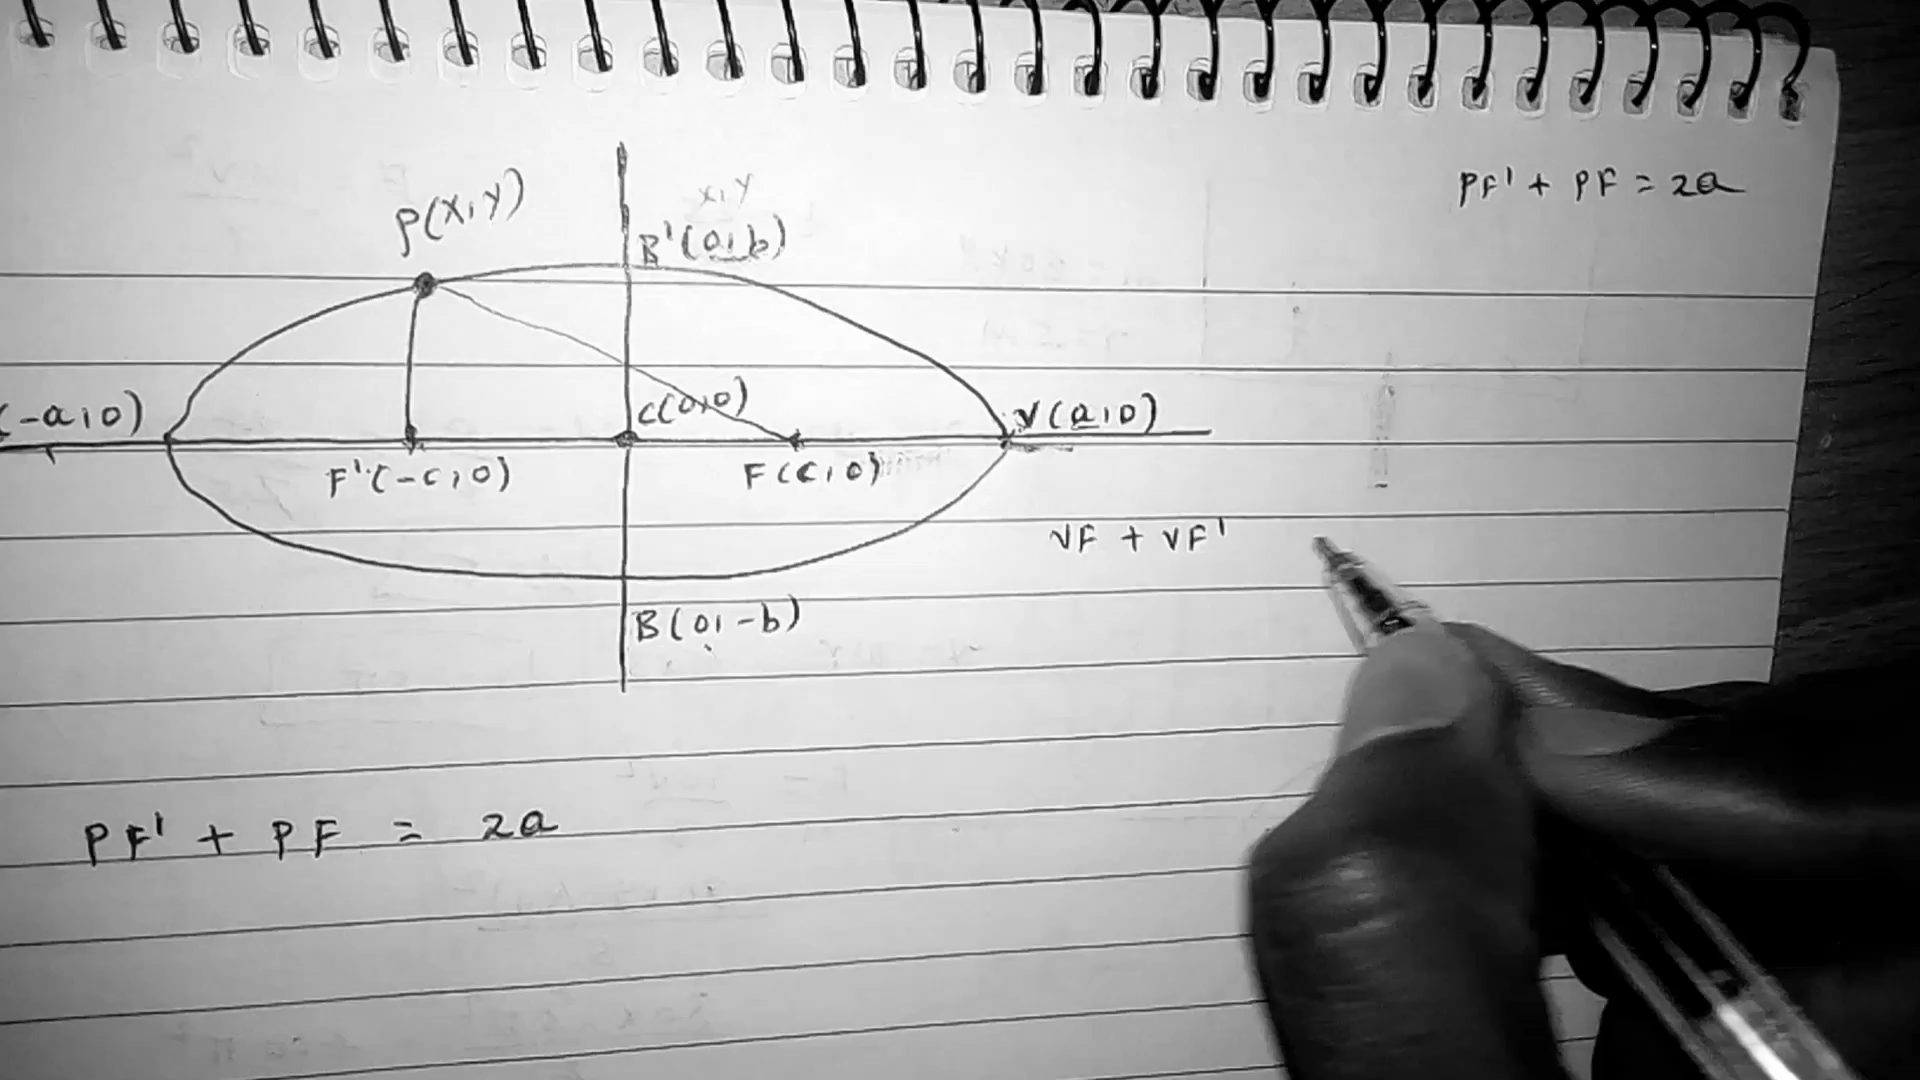 PF' + PF = 2a
P(x,y)
x,y
B'(0,b)
C(0,0)
(-a,0)
V(a,0)
F'(-c,0)
F(c,0)
VF + VF'
B(0,-b)
PF' + PF = 2a